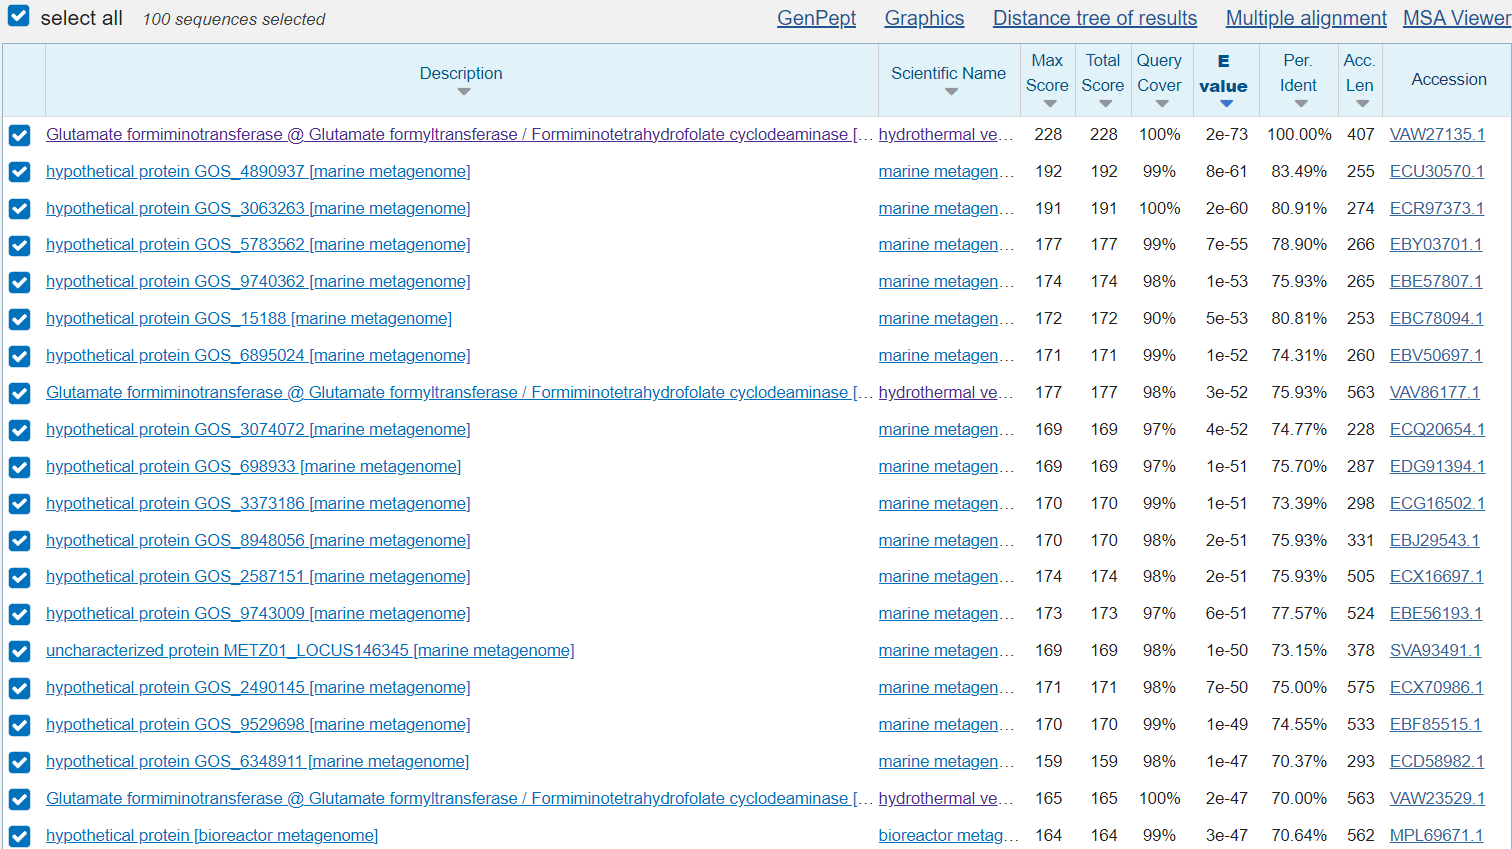 select all 100 sequences selected GenPept Graphics Distance tree of results Multiple alignment MSA Viewer
Description Scientific Name Max Score Total Score Query Cover E value Per. Ident Acc. Len Accession
Glutamate formiminotransferase @ Glutamate formyltransferase / Formiminotetrahydrofolate cyclodeaminase [… hydrothermal ve… 228 228 100% 2e-73 100.00% 407 VAW27135.1
hypothetical protein GOS_4890937 [marine metagenome] marine metagen… 192 192 99% 8e-61 83.49% 255 ECU30570.1
hypothetical protein GOS_3063263 [marine metagenome] marine metagen… 191 191 100% 2e-60 80.91% 274 ECR97373.1
hypothetical protein GOS_5783562 [marine metagenome] marine metagen… 177 177 99% 7e-55 78.90% 266 EBY03701.1
hypothetical protein GOS_9740362 [marine metagenome] marine metagen… 174 174 98% 1e-53 75.93% 265 EBE57807.1
hypothetical protein GOS_15188 [marine metagenome] marine metagen… 172 172 90% 5e-53 80.81% 253 EBC78094.1
hypothetical protein GOS_6895024 [marine metagenome] marine metagen… 171 171 99% 1e-52 74.31% 260 EBV50697.1
Glutamate formiminotransferase @ Glutamate formyltransferase / Formiminotetrahydrofolate cyclodeaminase [… hydrothermal ve… 177 177 98% 3e-52 75.93% 563 VAV86177.1
hypothetical protein GOS_3074072 [marine metagenome] marine metagen… 169 169 97% 4e-52 74.77% 228 ECQ20654.1
hypothetical protein GOS_698933 [marine metagenome] marine metagen… 169 169 97% 1e-51 75.70% 287 EDG91394.1
hypothetical protein GOS_3373186 [marine metagenome] marine metagen… 170 170 99% 1e-51 73.39% 298 ECG16502.1
hypothetical protein GOS_8948056 [marine metagenome] marine metagen… 170 170 98% 2e-51 75.93% 331 EBJ29543.1
hypothetical protein GOS_2587151 [marine metagenome] marine metagen… 174 174 98% 2e-51 75.93% 505 ECX16697.1
hypothetical protein GOS_9743009 [marine metagenome] marine metagen… 173 173 97% 6e-51 77.57% 524 EBE56193.1
uncharacterized protein METZ01_LOCUS146345 [marine metagenome] marine metagen… 169 169 98% 1e-50 73.15% 378 SVA93491.1
hypothetical protein GOS_2490145 [marine metagenome] marine metagen… 171 171 98% 7e-50 75.00% 575 ECX70986.1
hypothetical protein GOS_9529698 [marine metagenome] marine metagen… 170 170 99% 1e-49 74.55% 533 EBF85515.1
hypothetical protein GOS_6348911 [marine metagenome] marine metagen… 159 159 98% 1e-47 70.37% 293 ECD58982.1
Glutamate formiminotransferase @ Glutamate formyltransferase / Formiminotetrahydrofolate cyclodeaminase [… hydrothermal ve… 165 165 100% 2e-47 70.00% 563 VAW23529.1
hypothetical protein [bioreactor metagenome] bioreactor metag… 164 164 99% 3e-47 70.64% 562 MPL69671.1